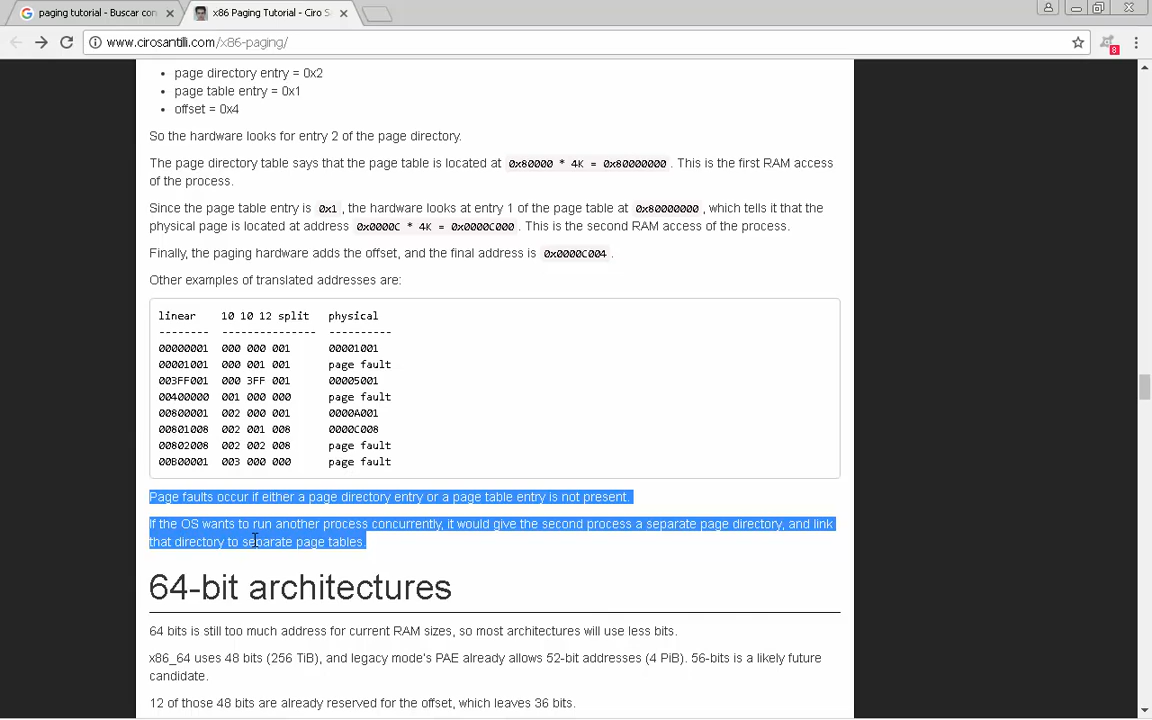 paging tutorial - Buscar con
x86 Paging Tutorial - Ciro S
www.cirosantilli.com/x86-paging/
8
• page directory entry = 0x2
• page table entry = 0x1
• offset = 0x4
So the hardware looks for entry 2 of the page directory.
The page directory table says that the page table is located at 0x80000 * 4K = 0x80000000. This is the first RAM access
of the process.
Since the page table entry is 0x1, the hardware looks at entry 1 of the page table at 0x80000000, which tells it that the
physical page is located at address 0x0000C * 4K = 0x0000C000. This is the second RAM access of the process.
Finally, the paging hardware adds the offset, and the final address is 0x0000C004.
Other examples of translated addresses are:
linear 10 10 12 split physical
-------- --------------- ----------
00000001 000 000 001 00001001
00001001 000 001 001 page fault
003FF001 000 3FF 001 00005001
00400000 001 000 000 page fault
00800001 002 000 001 0000A001
00801008 002 001 008 0000C008
00802008 002 002 008 page fault
00B00001 003 000 000 page fault
Page faults occur if either a page directory entry or a page table entry is not present.
If the OS wants to run another process concurrently, it would give the second process a separate page directory, and link
that directory to separate page tables.
64-bit architectures
64 bits is still too much address for current RAM sizes, so most architectures will use less bits.
x86_64 uses 48 bits (256 TiB), and legacy mode's PAE already allows 52-bit addresses (4 PiB). 56-bits is a likely future
candidate.
12 of those 48 bits are already reserved for the offset, which leaves 36 bits.